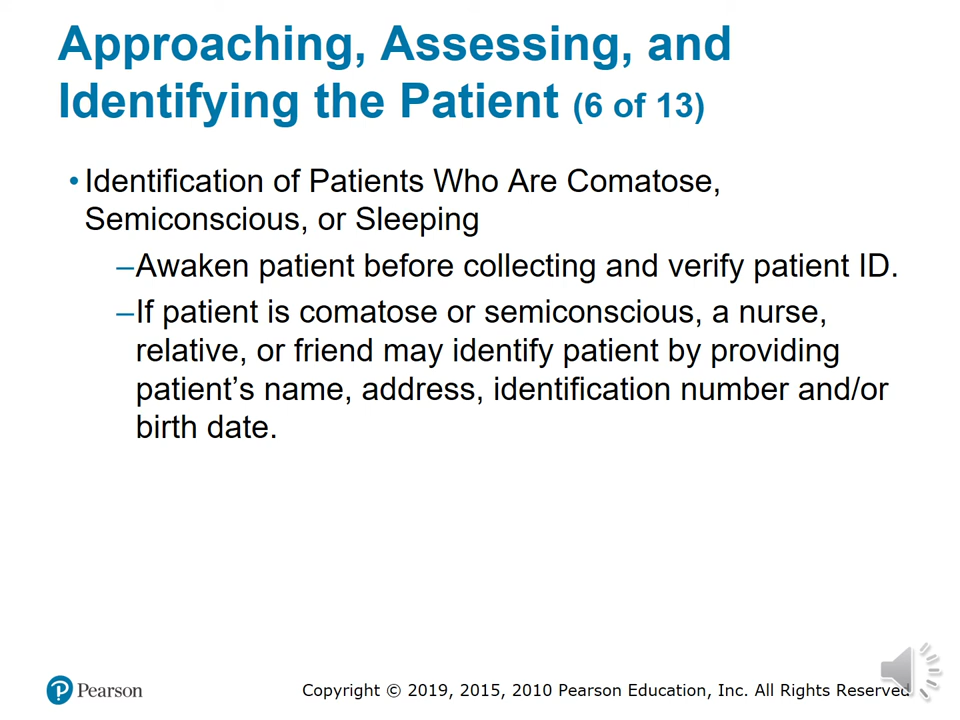 Approaching, Assessing, and
Identifying the Patient (6 of 13)
• Identification of Patients Who Are Comatose,
Semiconscious, or Sleeping
–Awaken patient before collecting and verify patient ID.
–If patient is comatose or semiconscious, a nurse,
relative, or friend may identify patient by providing
patient’s name, address, identification number and/or
birth date.
Pearson
Copyright © 2019, 2015, 2010 Pearson Education, Inc. All Rights Reserved